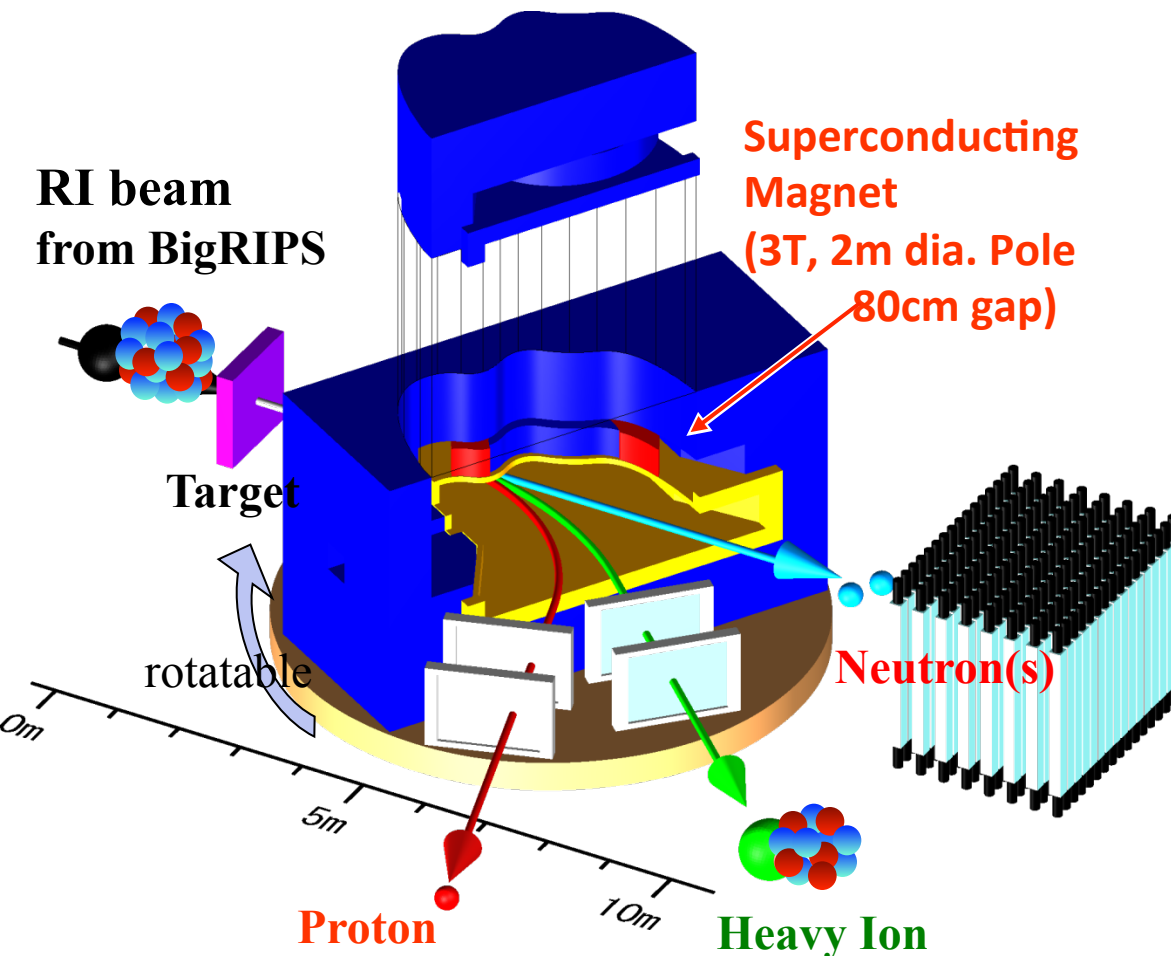 Superconducting
Magnet
(3T, 2m dia. Pole
80cm gap)
RI beam
from BigRIPS
Target
rotatable
Neutron(s)
0m
5m
10m
Proton
Heavy Ion